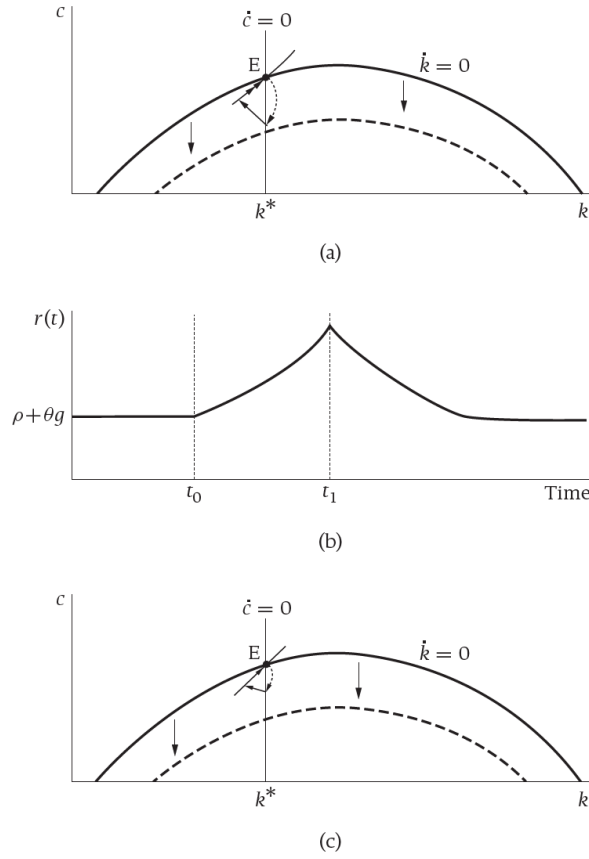 c
ċ = 0
E
k̇ = 0
k*
k
(a)
r(t)
ρ + θg
t₀
t₁
Time
(b)
c
ċ = 0
E
k̇ = 0
k*
k
(c)